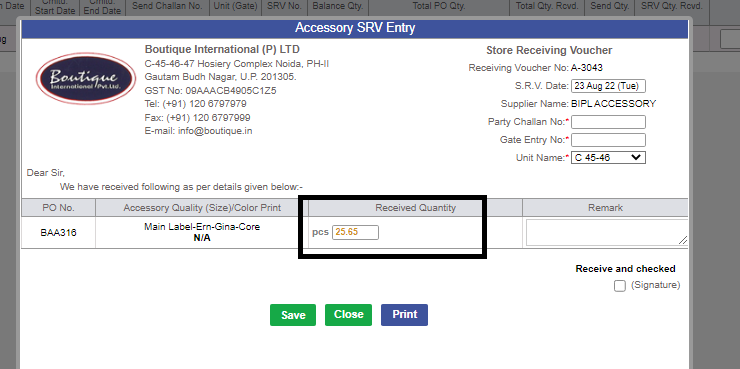 n Date
Cmltd. Start Date
Cmltd. End Date
Send Challan No.
Unit (Gate)
SRV No.
Balance Qty.
Total PO Qty.
Total Qty. Rcvd.
Send Qty.
SRV Qty. Rcvd.
Accessory SRV Entry
Boutique
International Pvt.Ltd.
Boutique International (P) LTD
C-45-46-47 Hosiery Complex Noida, PH-II
Gautam Budh Nagar, U.P. 201305.
GST No: 09AAACB4905C1Z5
Tel: (+91) 120 6797979
Fax: (+91) 120 6797999
E-mail: info@boutique.in
Store Receiving Voucher
Receiving Voucher No: A-3043
S.R.V. Date: 23 Aug 22 (Tue)
Supplier Name: BIPL ACCESSORY
Party Challan No:*
Gate Entry No:*
Unit Name:* C 45-46
Dear Sir,
We have received following as per details given below:-
PO No. Accessory Quality (Size)/Color Print Received Quantity Remark
BAA316 Main Label-Ern-Gina-Core pcs 25.65
N/A
Receive and checked
(Signature)
Save Close Print